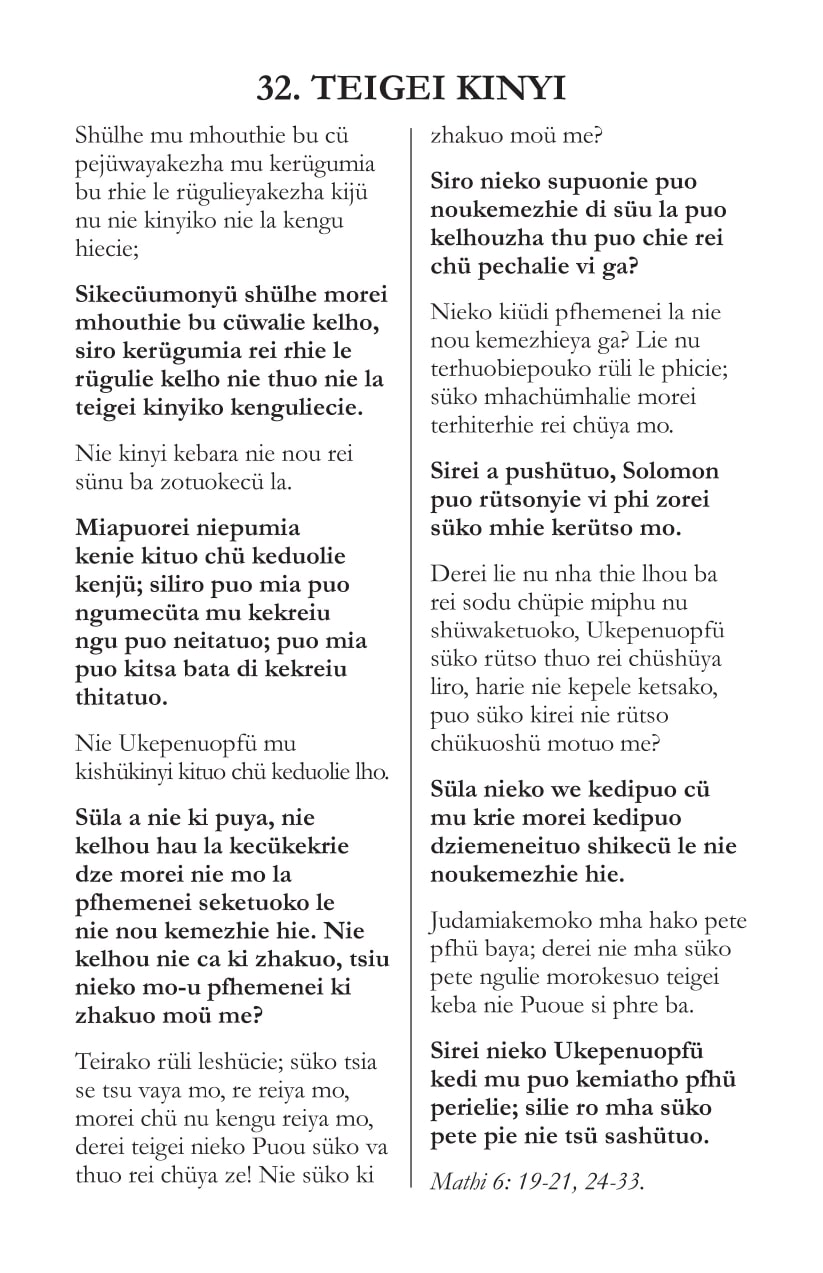 32. TEIGEI KINYI
Shülhe mu mhouthie bu cü
pejüwayakezha mu kerügumia
bu rhie le rügulieyakezha kijü
nu nie kinyiko nie la kengu
hiecie;
Sikecüumonyü shülhe morei
mhouthie bu cüwalie kelho,
siro kerügumia rei rhie le
rügulie kelho nie thuo nie la
teigei kinyiko kenguliecie.
Nie kinyi kebara nie nou rei
sünu ba zotuokecü la.
Miapuorei niepumia
kenie kituo chü keduolie
kenjü; siliro puo mia puo
ngumecüta mu kekreiu
ngu puo neitatuo; puo mia
puo kitsa bata di kekreiu
thitatuo.
Nie Ukepenuopfü mu
kishükinyi kituo chü keduolie lho.
Süla a nie ki puya, nie
kelhou hau la kecükekrie
dze morei nie mo la
pfhemenei seketuoko le
nie nou kemezhie hie. Nie
kelhou nie ca ki zhakuo, tsiu
nieko mo-u pfhemenei ki
zhakuo moü me?
Teirako rüli leshücie; süko tsia
se tsu vaya mo, re reiya mo,
morei chü nu kengu reiya mo,
derei teigei nieko Puou süko va
thuo rei chüya ze! Nie süko ki
zhakuo moü me?
Siro nieko supuonie puo
noukemezhie di süu la puo
kelhouzha thu puo chie rei
chü pechalie vi ga?
Nieko kiüdi pfhemenei la nie
nou kemezhieya ga? Lie nu
terhuobiepouko rüli le phicie;
süko mhachümhalie morei
terhiterhie rei chüya mo.
Sirei a pushütuo, Solomon
puo rütsonyie vi phi zorei
süko mhie kerütso mo.
Derei lie nu nha thie lhou ba
rei sodu chüpie miphu nu
shüwaketuoko, Ukepenuopfü
süko rütso thuo rei chüshüya
liro, harie nie kepele ketsako,
puo süko kirei nie rütso
chükuoshü motuo me?
Süla nieko we kedipuo cü
mu krie morei kedipuo
dziemeneituo shikecü le nie
noukemezhie hie.
Judamiakemoko mha hako pete
pfhü baya; derei nie mha süko
pete ngulie morokesuo teigei
keba nie Puoue si phre ba.
Sirei nieko Ukepenuopfü
kedi mu puo kemiatho pfhü
perielie; silie ro mha süko
pete pie nie tsü sashütuo.
Mathi 6: 19-21, 24-33.